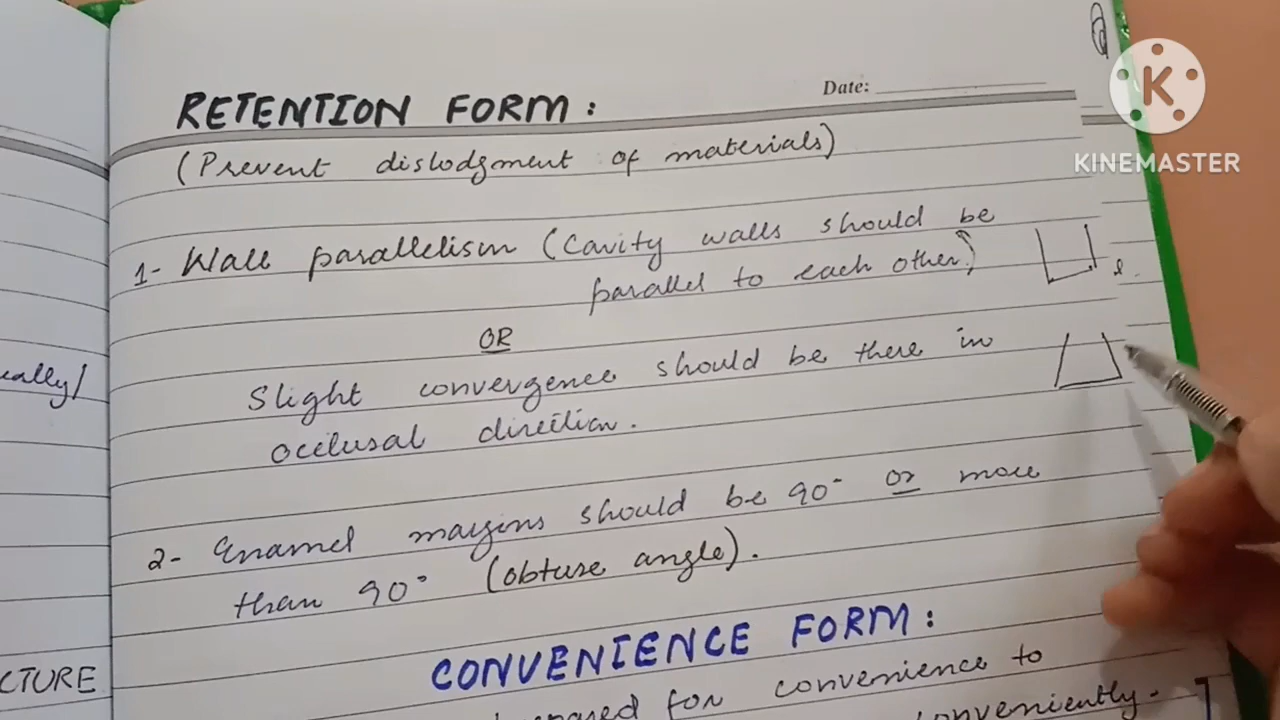 Date:
RETENTION FORM:
(Prevent dislodgment of materials)
1- Wall parallelism (Cavity walls should be
parallel to each other)
OR
Slight convergence should be there in
occlusal direction.
2- Enamel margins should be 90° or more
than 90° (obtuse angle).
CONVENIENCE FORM:
for convenience to
conveniently.
ically/
CTURE
K
KINEMASTER